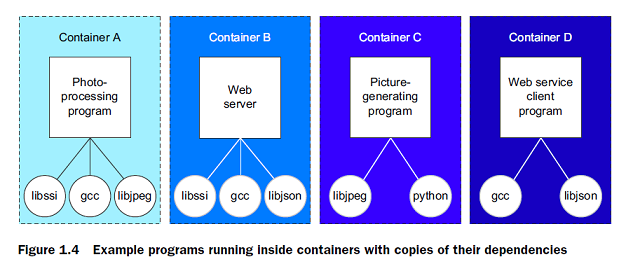 Container A
Photo-
processing
program
libssi
gcc
libjpeg
Container B
Web
server
libssi
gcc
libjson
Container C
Picture-
generating
program
libjpeg
python
Container D
Web service
client
program
gcc
libjson
Figure 1.4 Example programs running inside containers with copies of their dependencies